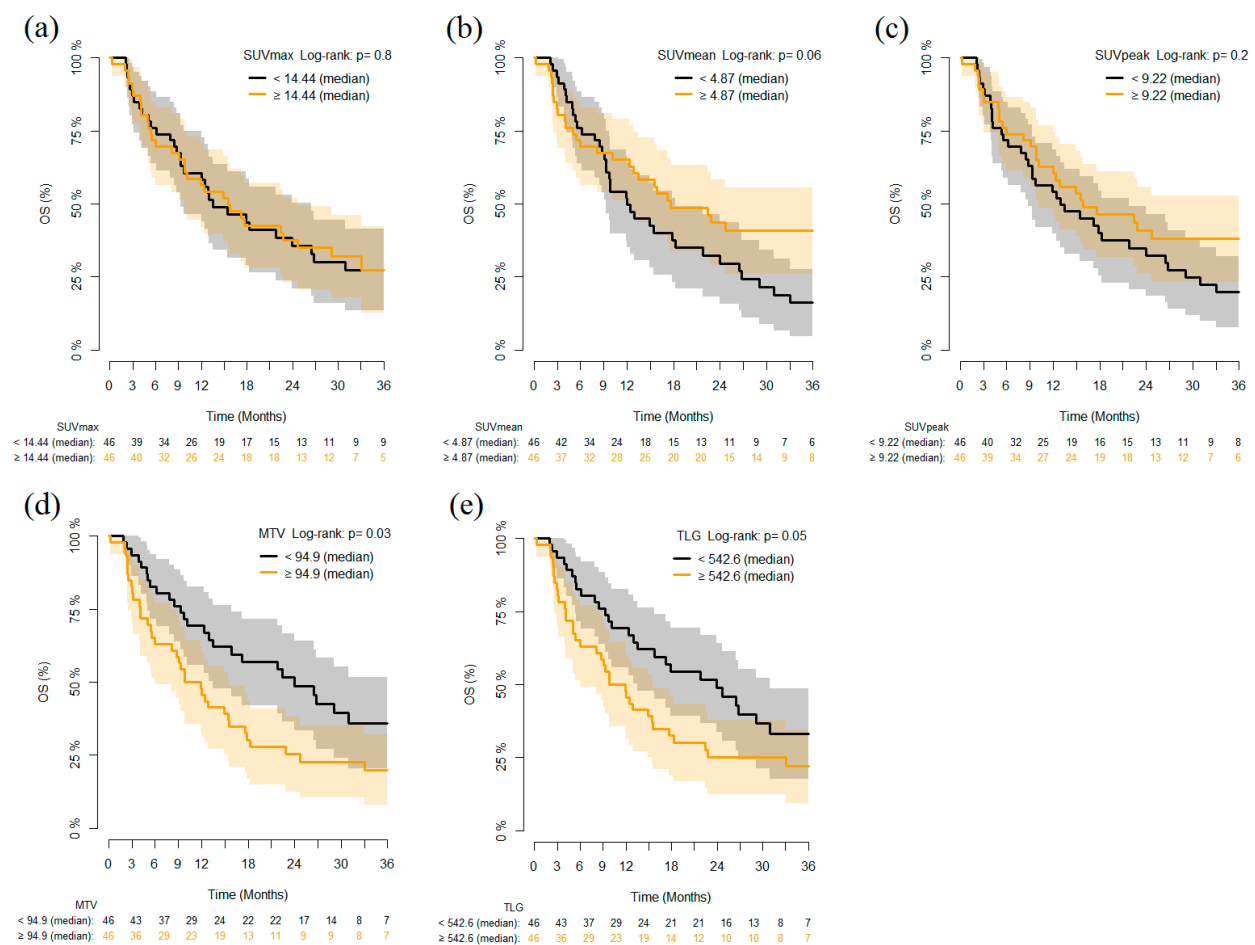 (a)
SUVmax Log-rank: p= 0.8
< 14.44 (median)
≥ 14.44 (median)
100 %
75 %
50 %
25 %
0 %
OS (%)
0 3 6 9 12 18 24 30 36
Time (Months)
SUVmax
< 14.44 (median): 46 39 34 26 19 17 15 13 11 9 9
≥ 14.44 (median): 46 40 32 26 24 18 18 13 12 7 5
(b)
SUVmean Log-rank: p= 0.06
< 4.87 (median)
≥ 4.87 (median)
100 %
75 %
50 %
25 %
0 %
OS (%)
0 3 6 9 12 18 24 30 36
Time (Months)
SUVmean
< 4.87 (median): 46 42 34 24 18 15 13 11 9 7 6
≥ 4.87 (median): 46 37 32 28 25 20 20 15 14 9 8
(c)
SUVpeak Log-rank: p= 0.2
< 9.22 (median)
≥ 9.22 (median)
100 %
75 %
50 %
25 %
0 %
OS (%)
0 3 6 9 12 18 24 30 36
Time (Months)
SUVpeak
< 9.22 (median): 46 40 32 25 19 16 15 13 11 9 8
≥ 9.22 (median): 46 39 34 27 24 19 18 13 12 7 6
(d)
MTV Log-rank: p= 0.03
< 94.9 (median)
≥ 94.9 (median)
100 %
75 %
50 %
25 %
0 %
OS (%)
0 3 6 9 12 18 24 30 36
Time (Months)
MTV
< 94.9 (median): 46 43 37 29 24 22 22 17 14 8 7
≥ 94.9 (median): 46 36 29 23 19 13 11 9 9 8 7
(e)
TLG Log-rank: p= 0.05
< 542.6 (median)
≥ 542.6 (median)
100 %
75 %
50 %
25 %
0 %
OS (%)
0 3 6 9 12 18 24 30 36
Time (Months)
TLG
< 542.6 (median): 46 43 37 29 24 21 21 16 13 8 7
≥ 542.6 (median): 46 36 29 23 19 14 12 10 10 8 7